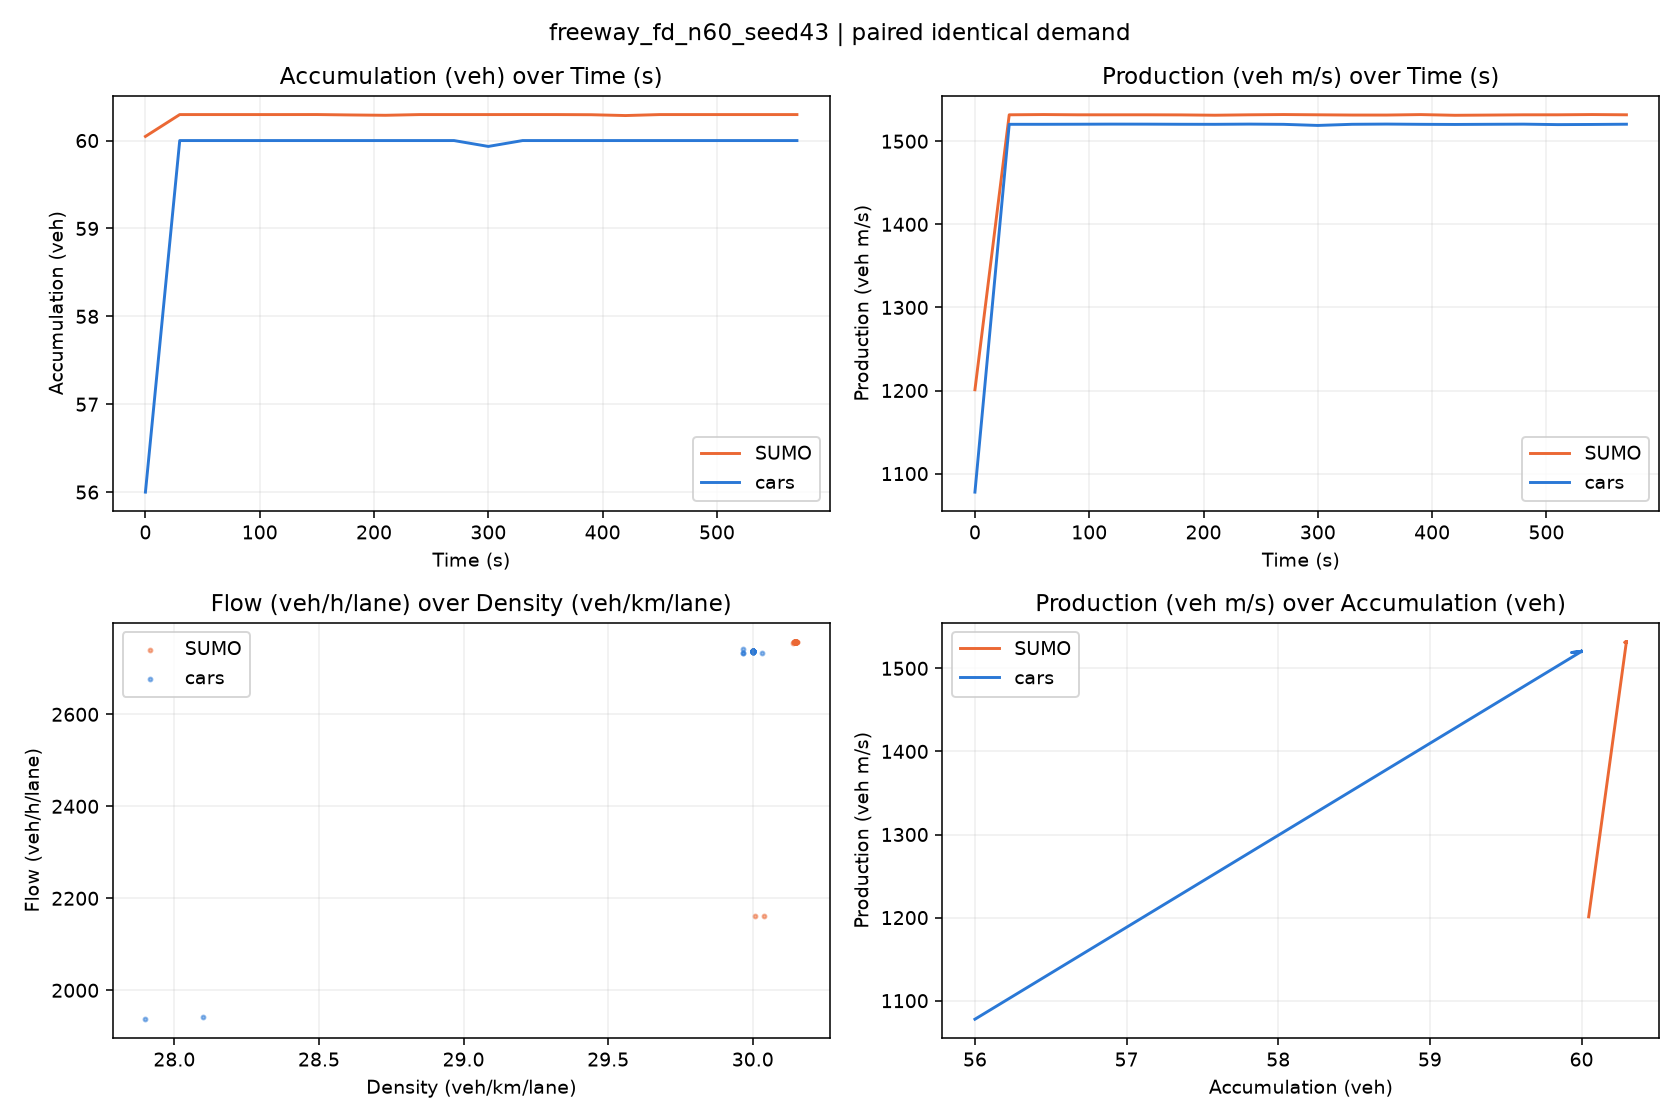 freeway_fd_n60_seed43 | paired identical demand
Accumulation (veh) over Time (s)
Accumulation (veh)
60
59
58
57
56
0 100 200 300 400 500
Time (s)
SUMO
cars
Production (veh m/s) over Time (s)
Production (veh m/s)
1500
1400
1300
1200
1100
0 100 200 300 400 500
Time (s)
SUMO
cars
Flow (veh/h/lane) over Density (veh/km/lane)
Flow (veh/h/lane)
SUMO
cars
2600
2400
2200
2000
28.0 28.5 29.0 29.5 30.0
Density (veh/km/lane)
Production (veh m/s) over Accumulation (veh)
Production (veh m/s)
SUMO
cars
1500
1400
1300
1200
1100
56 57 58 59 60
Accumulation (veh)